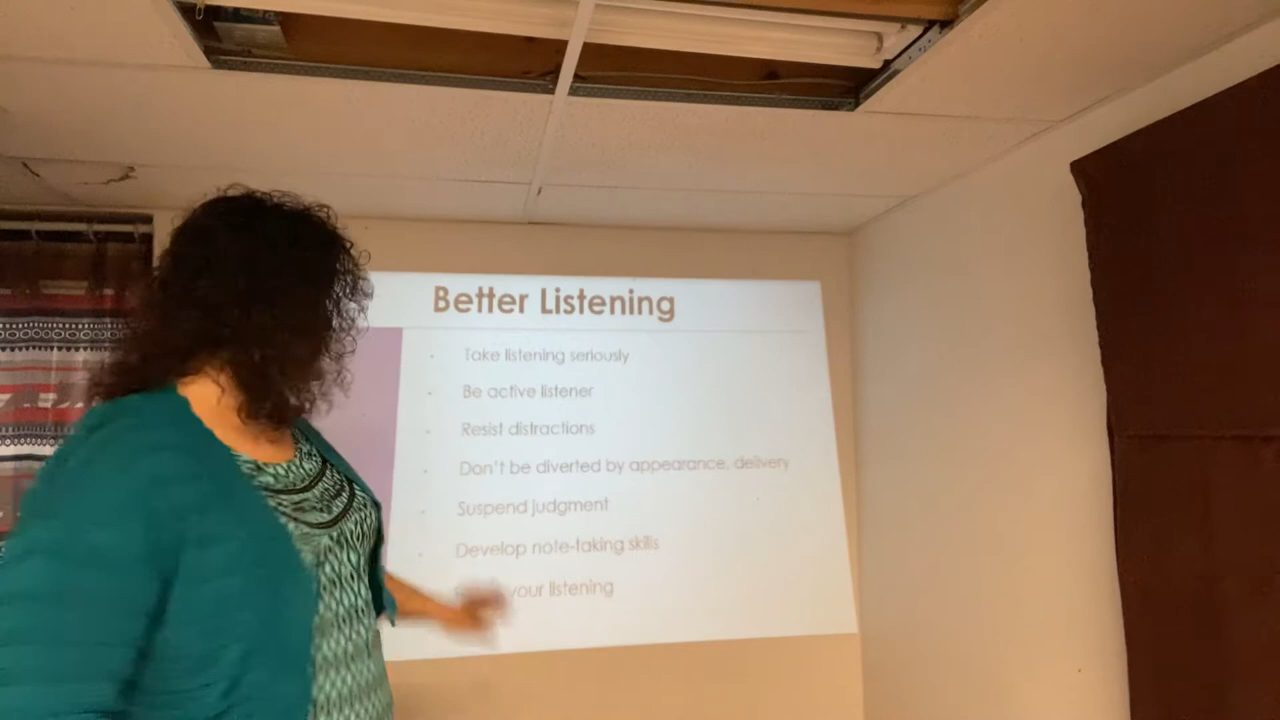 Better Listening
Take listening seriously
Be active listener
Resist distractions
Don't be diverted by appearance, delivery
Suspend judgment
Develop note-taking skills
your listening